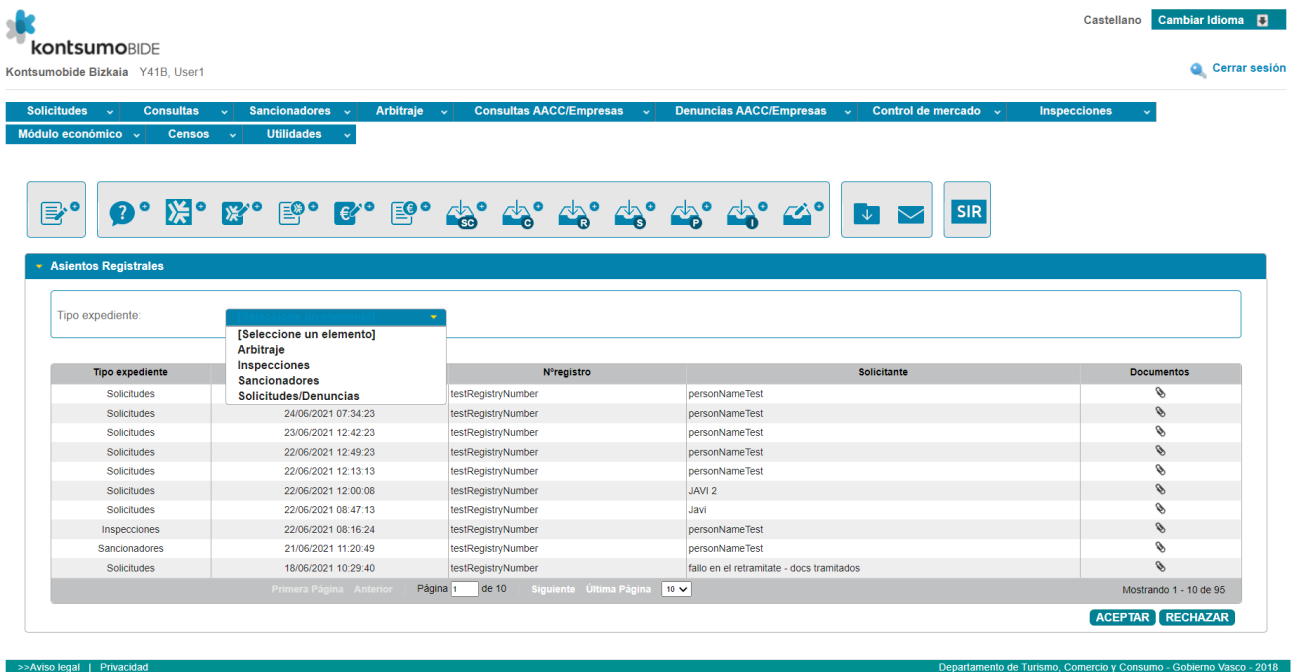 Castellano Cambiar Idioma
kontsumoBIDE
Kontsumobide Bizkaia Y41B, User1
Cerrar sesión
Solicitudes Consultas Sancionadores Arbitraje Consultas AACC/Empresas Denuncias AACC/Empresas Control de mercado Inspecciones
Módulo económico Censos Utilidades
? € € SC C R S P I SIR
Asientos Registrales
Tipo expediente:
[Seleccione un elemento]
Arbitraje
Inspecciones
Sancionadores
Solicitudes/Denuncias
Tipo expediente Nºregistro Solicitante Documentos
Solicitudes testRegistryNumber personNameTest
Solicitudes 24/06/2021 07:34:23 testRegistryNumber personNameTest
Solicitudes 23/06/2021 12:42:23 testRegistryNumber personNameTest
Solicitudes 22/06/2021 12:49:23 testRegistryNumber personNameTest
Solicitudes 22/06/2021 12:13:13 testRegistryNumber personNameTest
Solicitudes 22/06/2021 12:00:08 testRegistryNumber JAVI 2
Solicitudes 22/06/2021 08:47:13 testRegistryNumber Javi
Inspecciones 22/06/2021 08:16:24 testRegistryNumber personNameTest
Sancionadores 21/06/2021 11:20:49 testRegistryNumber personNameTest
Solicitudes 18/06/2021 10:29:40 testRegistryNumber fallo en el retramitate - docs tramitados
Primera Página Anterior Página 1 de 10 Siguiente Última Página 10 Mostrando 1 - 10 de 95
ACEPTAR RECHAZAR
>>Aviso legal | Privacidad Departamento de Turismo, Comercio y Consumo - Gobierno Vasco - 2018